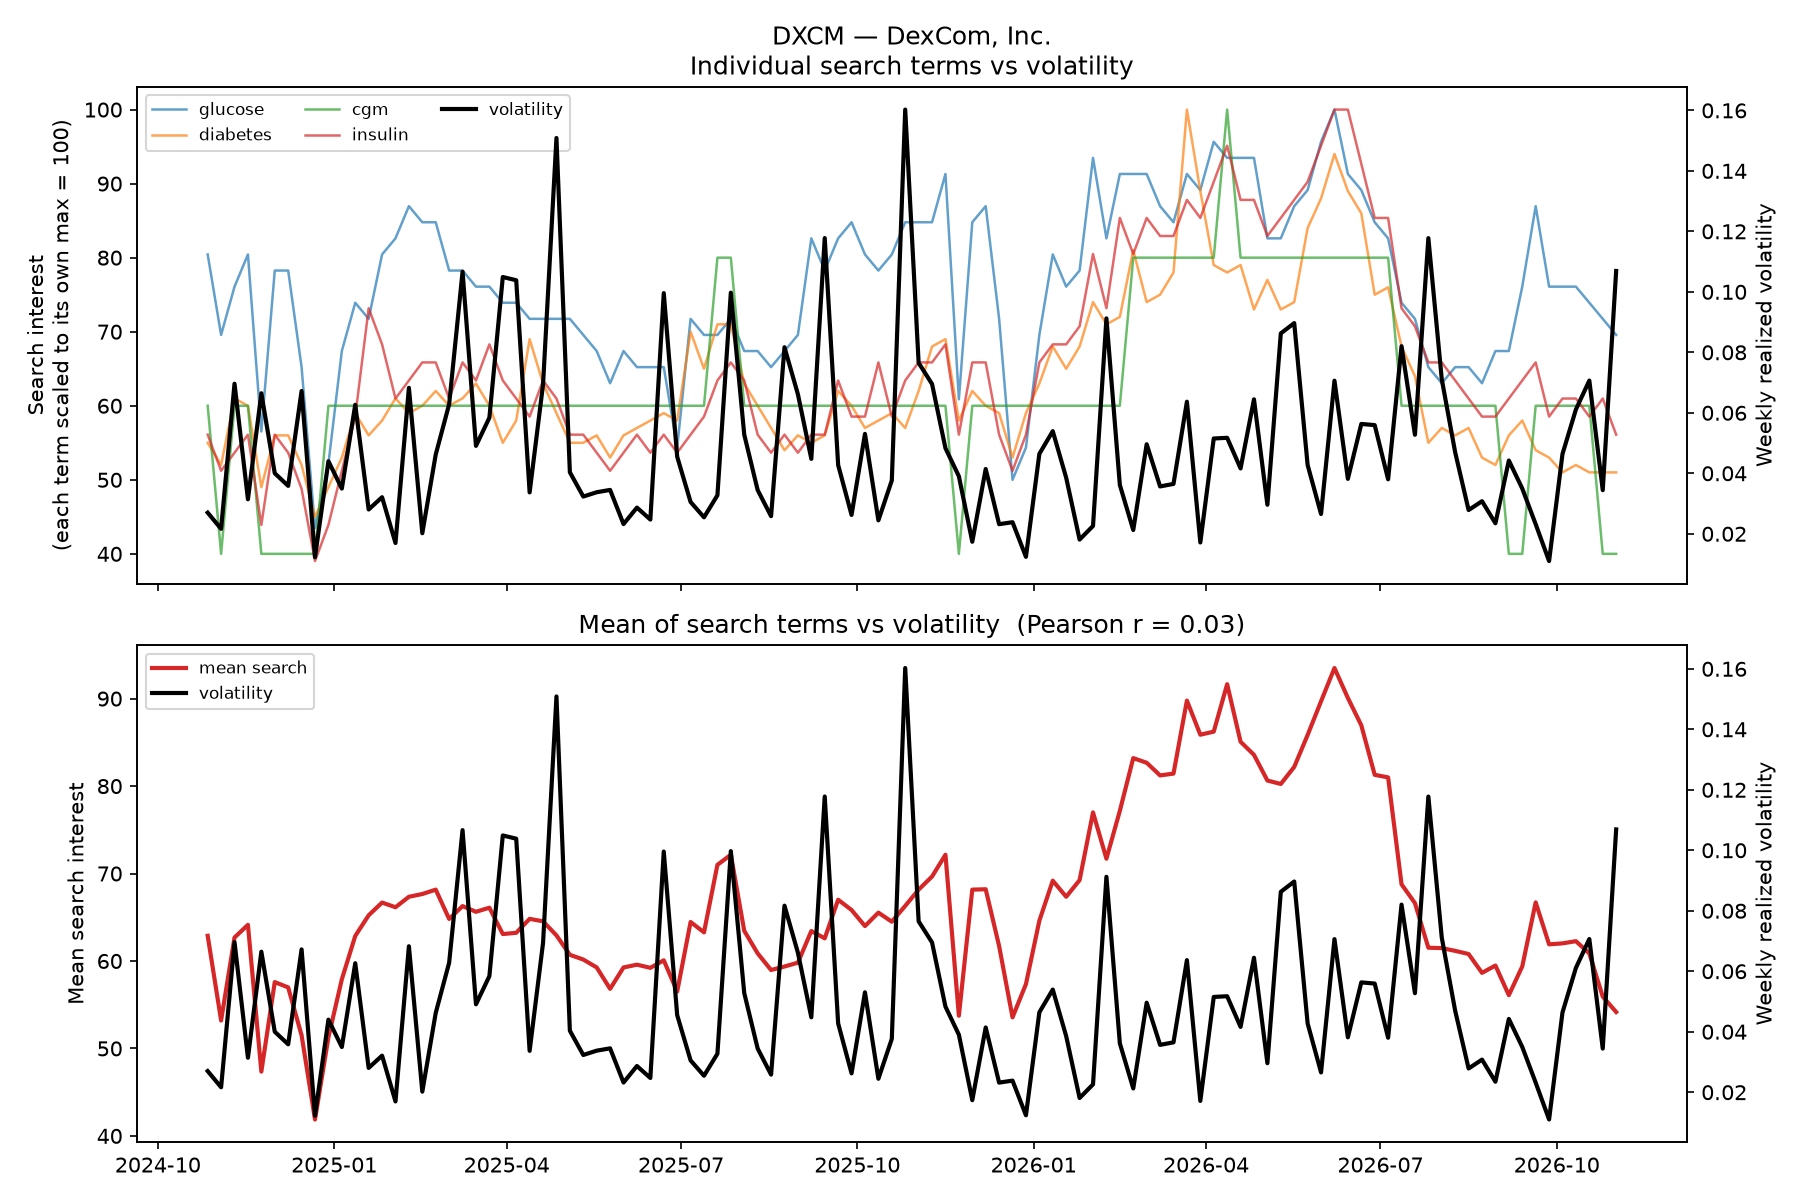 DXCM — DexCom, Inc.
Individual search terms vs volatility
glucose
diabetes
cgm
insulin
volatility
Search interest
(each term scaled to its own max = 100)
100
90
80
70
60
50
40
0.16
0.14
0.12
0.10
0.08
0.06
0.04
0.02
Weekly realized volatility
Mean of search terms vs volatility (Pearson r = 0.03)
mean search
volatility
Mean search interest
90
80
70
60
50
40
0.16
0.14
0.12
0.10
0.08
0.06
0.04
0.02
Weekly realized volatility
2024-10
2025-01
2025-04
2025-07
2025-10
2026-01
2026-04
2026-07
2026-10